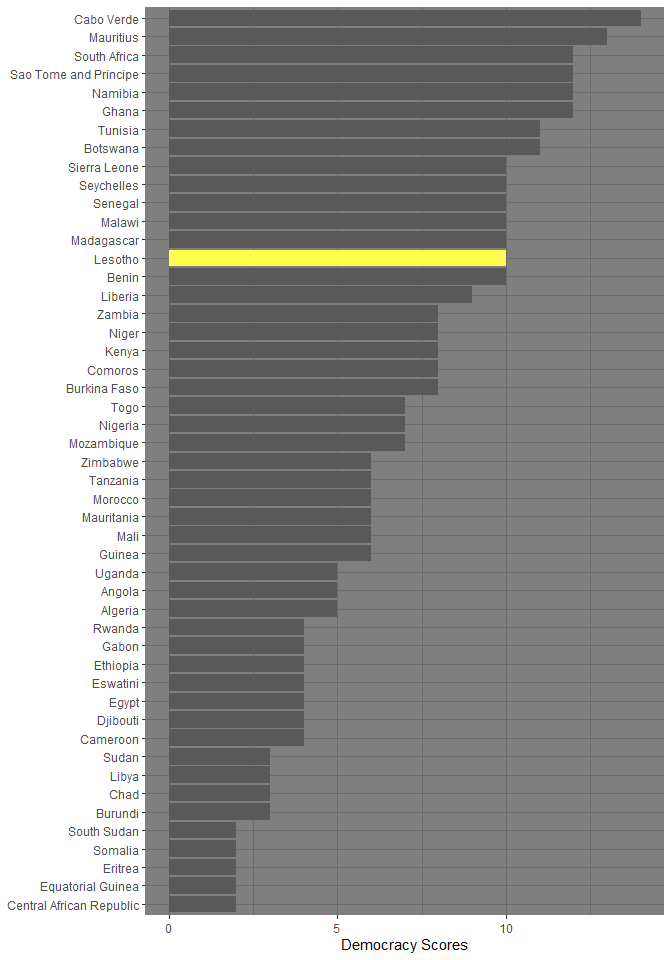 Cabo Verde
Mauritius
South Africa
Sao Tome and Principe
Namibia
Ghana
Tunisia
Botswana
Sierra Leone
Seychelles
Senegal
Malawi
Madagascar
Lesotho
Benin
Liberia
Zambia
Niger
Kenya
Comoros
Burkina Faso
Togo
Nigeria
Mozambique
Zimbabwe
Tanzania
Morocco
Mauritania
Mali
Guinea
Uganda
Angola
Algeria
Rwanda
Gabon
Ethiopia
Eswatini
Egypt
Djibouti
Cameroon
Sudan
Libya
Chad
Burundi
South Sudan
Somalia
Eritrea
Equatorial Guinea
Central African Republic
0 5 10
Democracy Scores